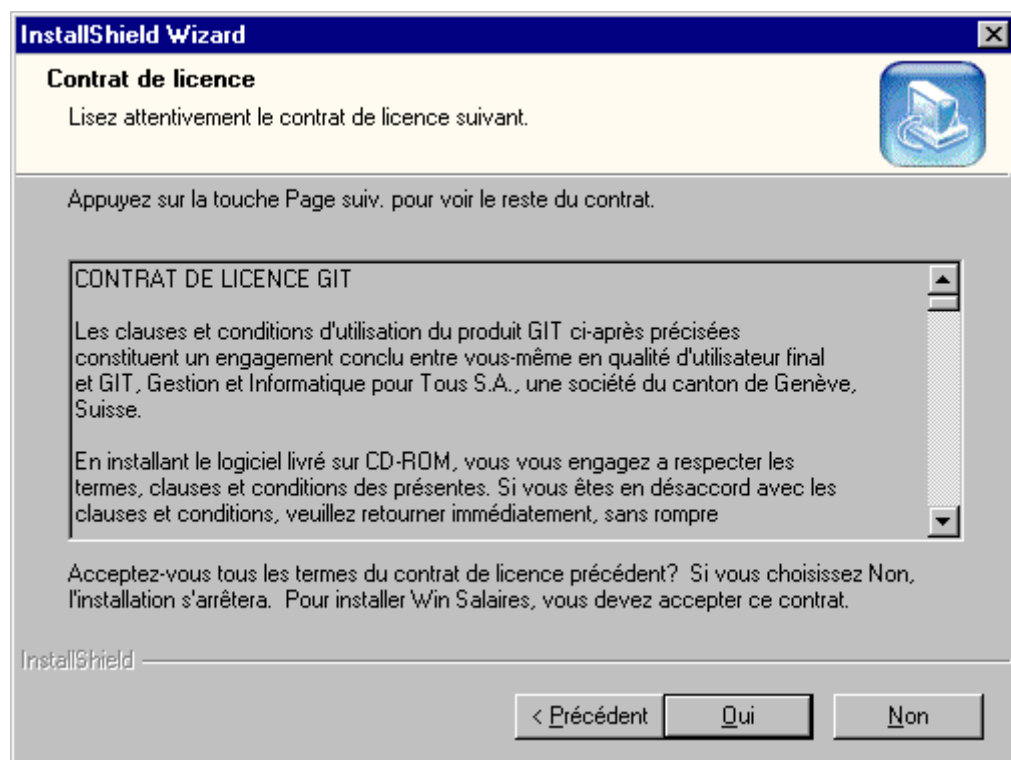 InstallShield Wizard
Contrat de licence
Lisez attentivement le contrat de licence suivant.
Appuyez sur la touche Page suiv. pour voir le reste du contrat.
CONTRAT DE LICENCE GIT
Les clauses et conditions d'utilisation du produit GIT ci-après précisées
constituent un engagement conclu entre vous-même en qualité d'utilisateur final
et GIT, Gestion et Informatique pour Tous S.A., une société du canton de Genève,
Suisse.
En installant le logiciel livré sur CD-ROM, vous vous engagez a respecter les
termes, clauses et conditions des présentes. Si vous êtes en désaccord avec les
clauses et conditions, veuillez retourner immédiatement, sans rompre
Acceptez-vous tous les termes du contrat de licence précédent? Si vous choisissez Non,
l'installation s'arrêtera. Pour installer Win Salaires, vous devez accepter ce contrat.
InstallShield
< Précédent
Oui
Non